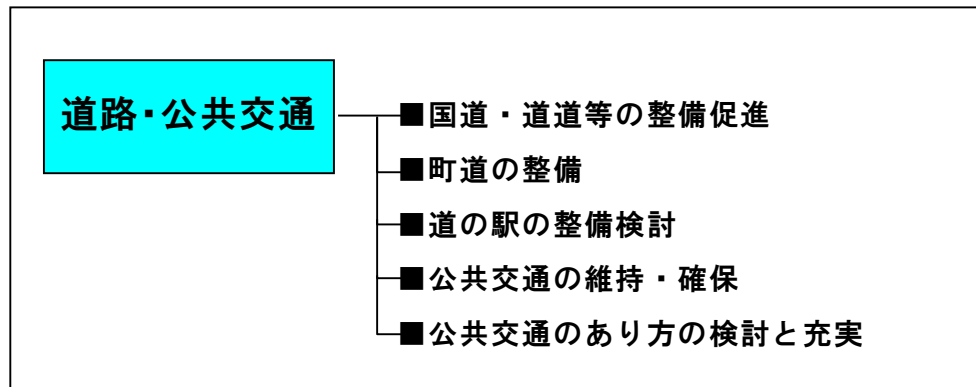 道路・公共交通
■国道・道道等の整備促進
■町道の整備
■道の駅の整備検討
■公共交通の維持・確保
■公共交通のあり方の検討と充実